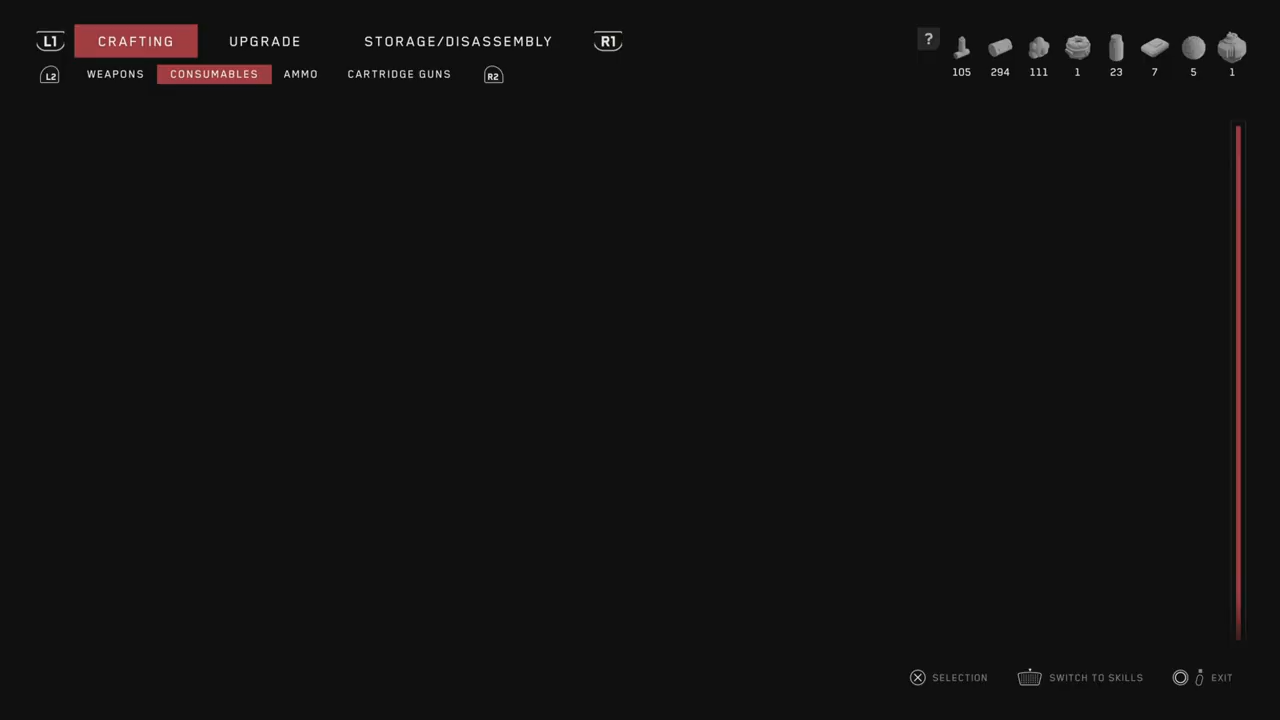 L1 CRAFTING UPGRADE STORAGE/DISASSEMBLY R1 ?
L2 WEAPONS CONSUMABLES AMMO CARTRIDGE GUNS R2
105 294 111 1 23 7 5 1
SELECTION SWITCH TO SKILLS EXIT